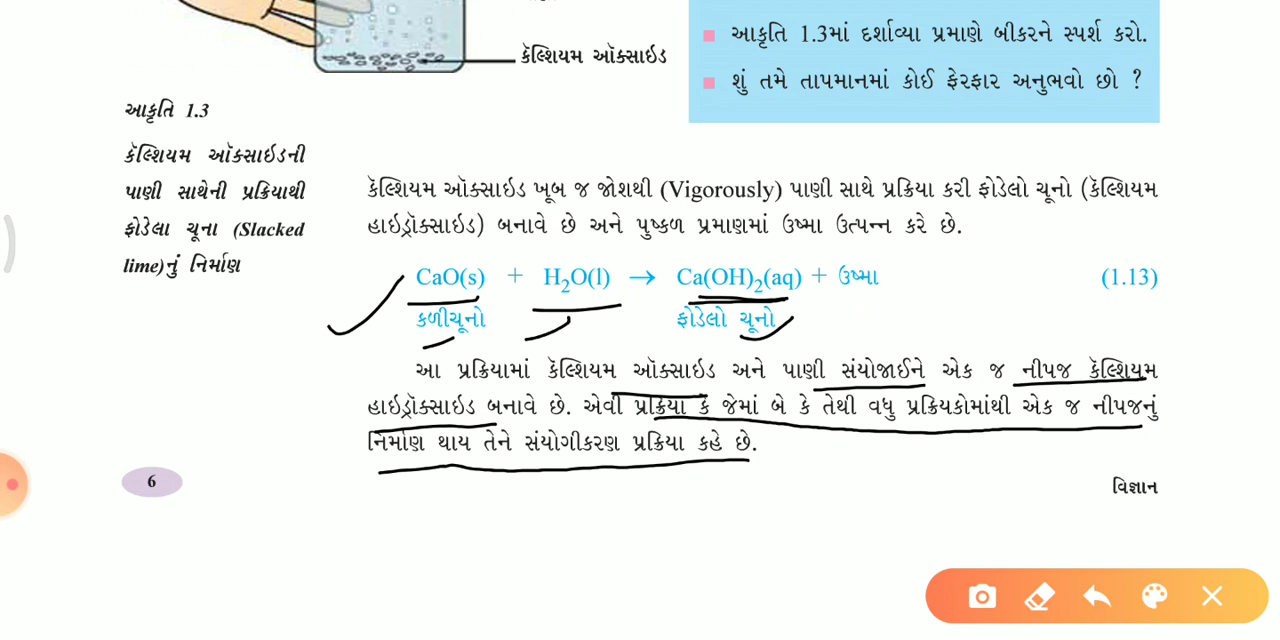 કૅલ્શિયમ ઑક્સાઇડ
આકૃતિ 1.3માં દર્શાવ્યા પ્રમાણે બીકરને સ્પર્શ કરો.
શું તમે તાપમાનમાં કોઈ ફેરફાર અનુભવો છો ?
આકૃતિ 1.3
કૅલ્શિયમ ઑક્સાઇડની
પાણી સાથેની પ્રક્રિયાથી
ફોડેલા ચૂના (Slacked
lime)નું નિર્માણ
કૅલ્શિયમ ઑક્સાઇડ ખૂબ જ જોશથી (Vigorously) પાણી સાથે પ્રક્રિયા કરી ફોડેલો ચૂનો (કૅલ્શિયમ
હાઇડ્રૉક્સાઇડ) બનાવે છે અને પુષ્કળ પ્રમાણમાં ઉષ્મા ઉત્પન્ન કરે છે.
CaO(s) + H₂O(l) → Ca(OH)₂(aq) + ઉષ્મા (1.13)
કળીચૂનો ફોડેલો ચૂનો
આ પ્રક્રિયામાં કૅલ્શિયમ ઑક્સાઇડ અને પાણી સંયોજાઈને એક જ નીપજ કૅલ્શિયમ
હાઇડ્રૉક્સાઇડ બનાવે છે. એવી પ્રક્રિયા કે જેમાં બે કે તેથી વધુ પ્રક્રિયકોમાંથી એક જ નીપજનું
નિર્માણ થાય તેને સંયોગીકરણ પ્રક્રિયા કહે છે.
6
વિજ્ઞાન